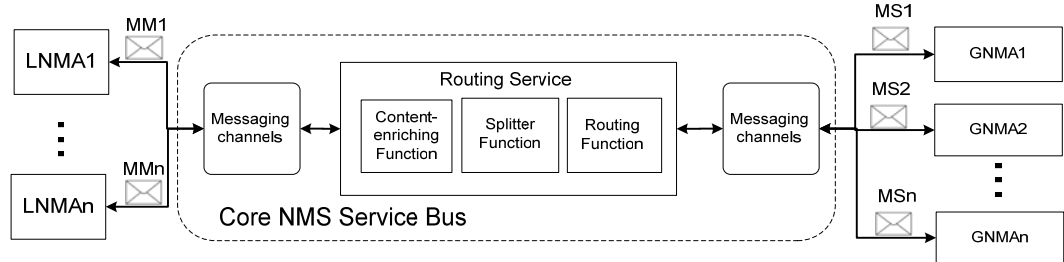 MM1
LNMA1
MMn
LNMAn
Messaging
channels
Routing Service
Content-
enriching
Function
Splitter
Function
Routing
Function
Messaging
channels
Core NMS Service Bus
MS1
GNMA1
MS2
GNMA2
MSn
GNMAn